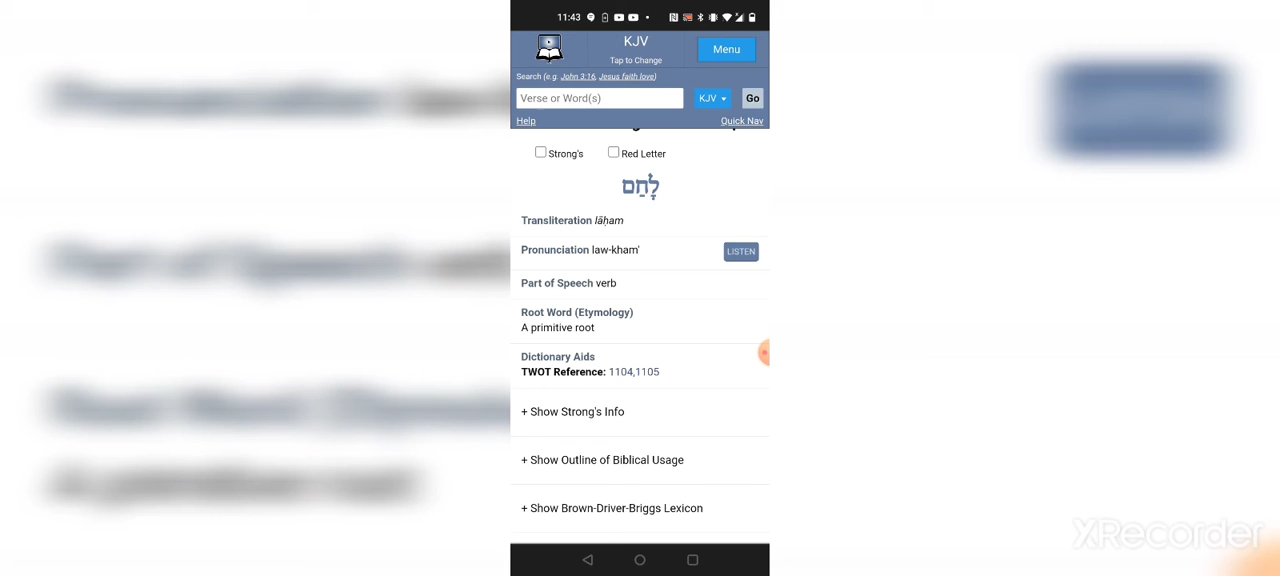 11:43
KJV
Tap to Change
Menu
Search (e.g. John 3:16, Jesus faith love)
Verse or Word(s)
KJV
Go
Help
Quick Nav
Strong's
Red Letter
לָחַם
Transliteration lāḥam
Pronunciation law-kham'
LISTEN
Part of Speech verb
Root Word (Etymology)
A primitive root
Dictionary Aids
TWOT Reference: 1104,1105
+ Show Strong's Info
+ Show Outline of Biblical Usage
+ Show Brown-Driver-Briggs Lexicon
XRecorder